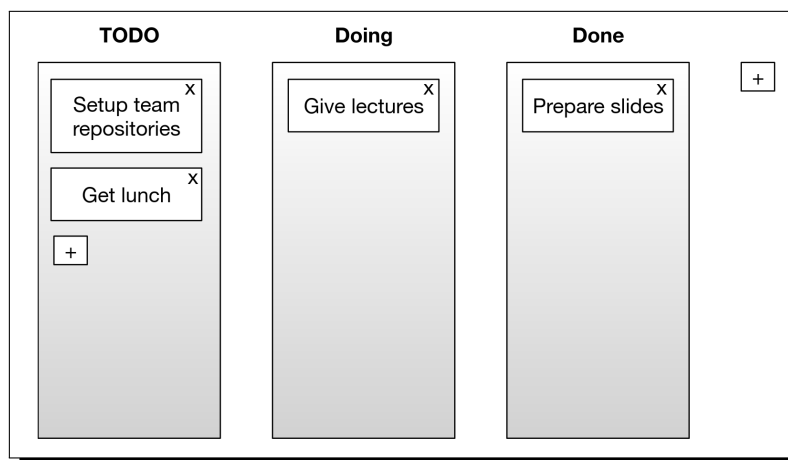 TODO
Doing
Done
x
Setup team
repositories
x
Get lunch
+
x
Give lectures
x
Prepare slides
+